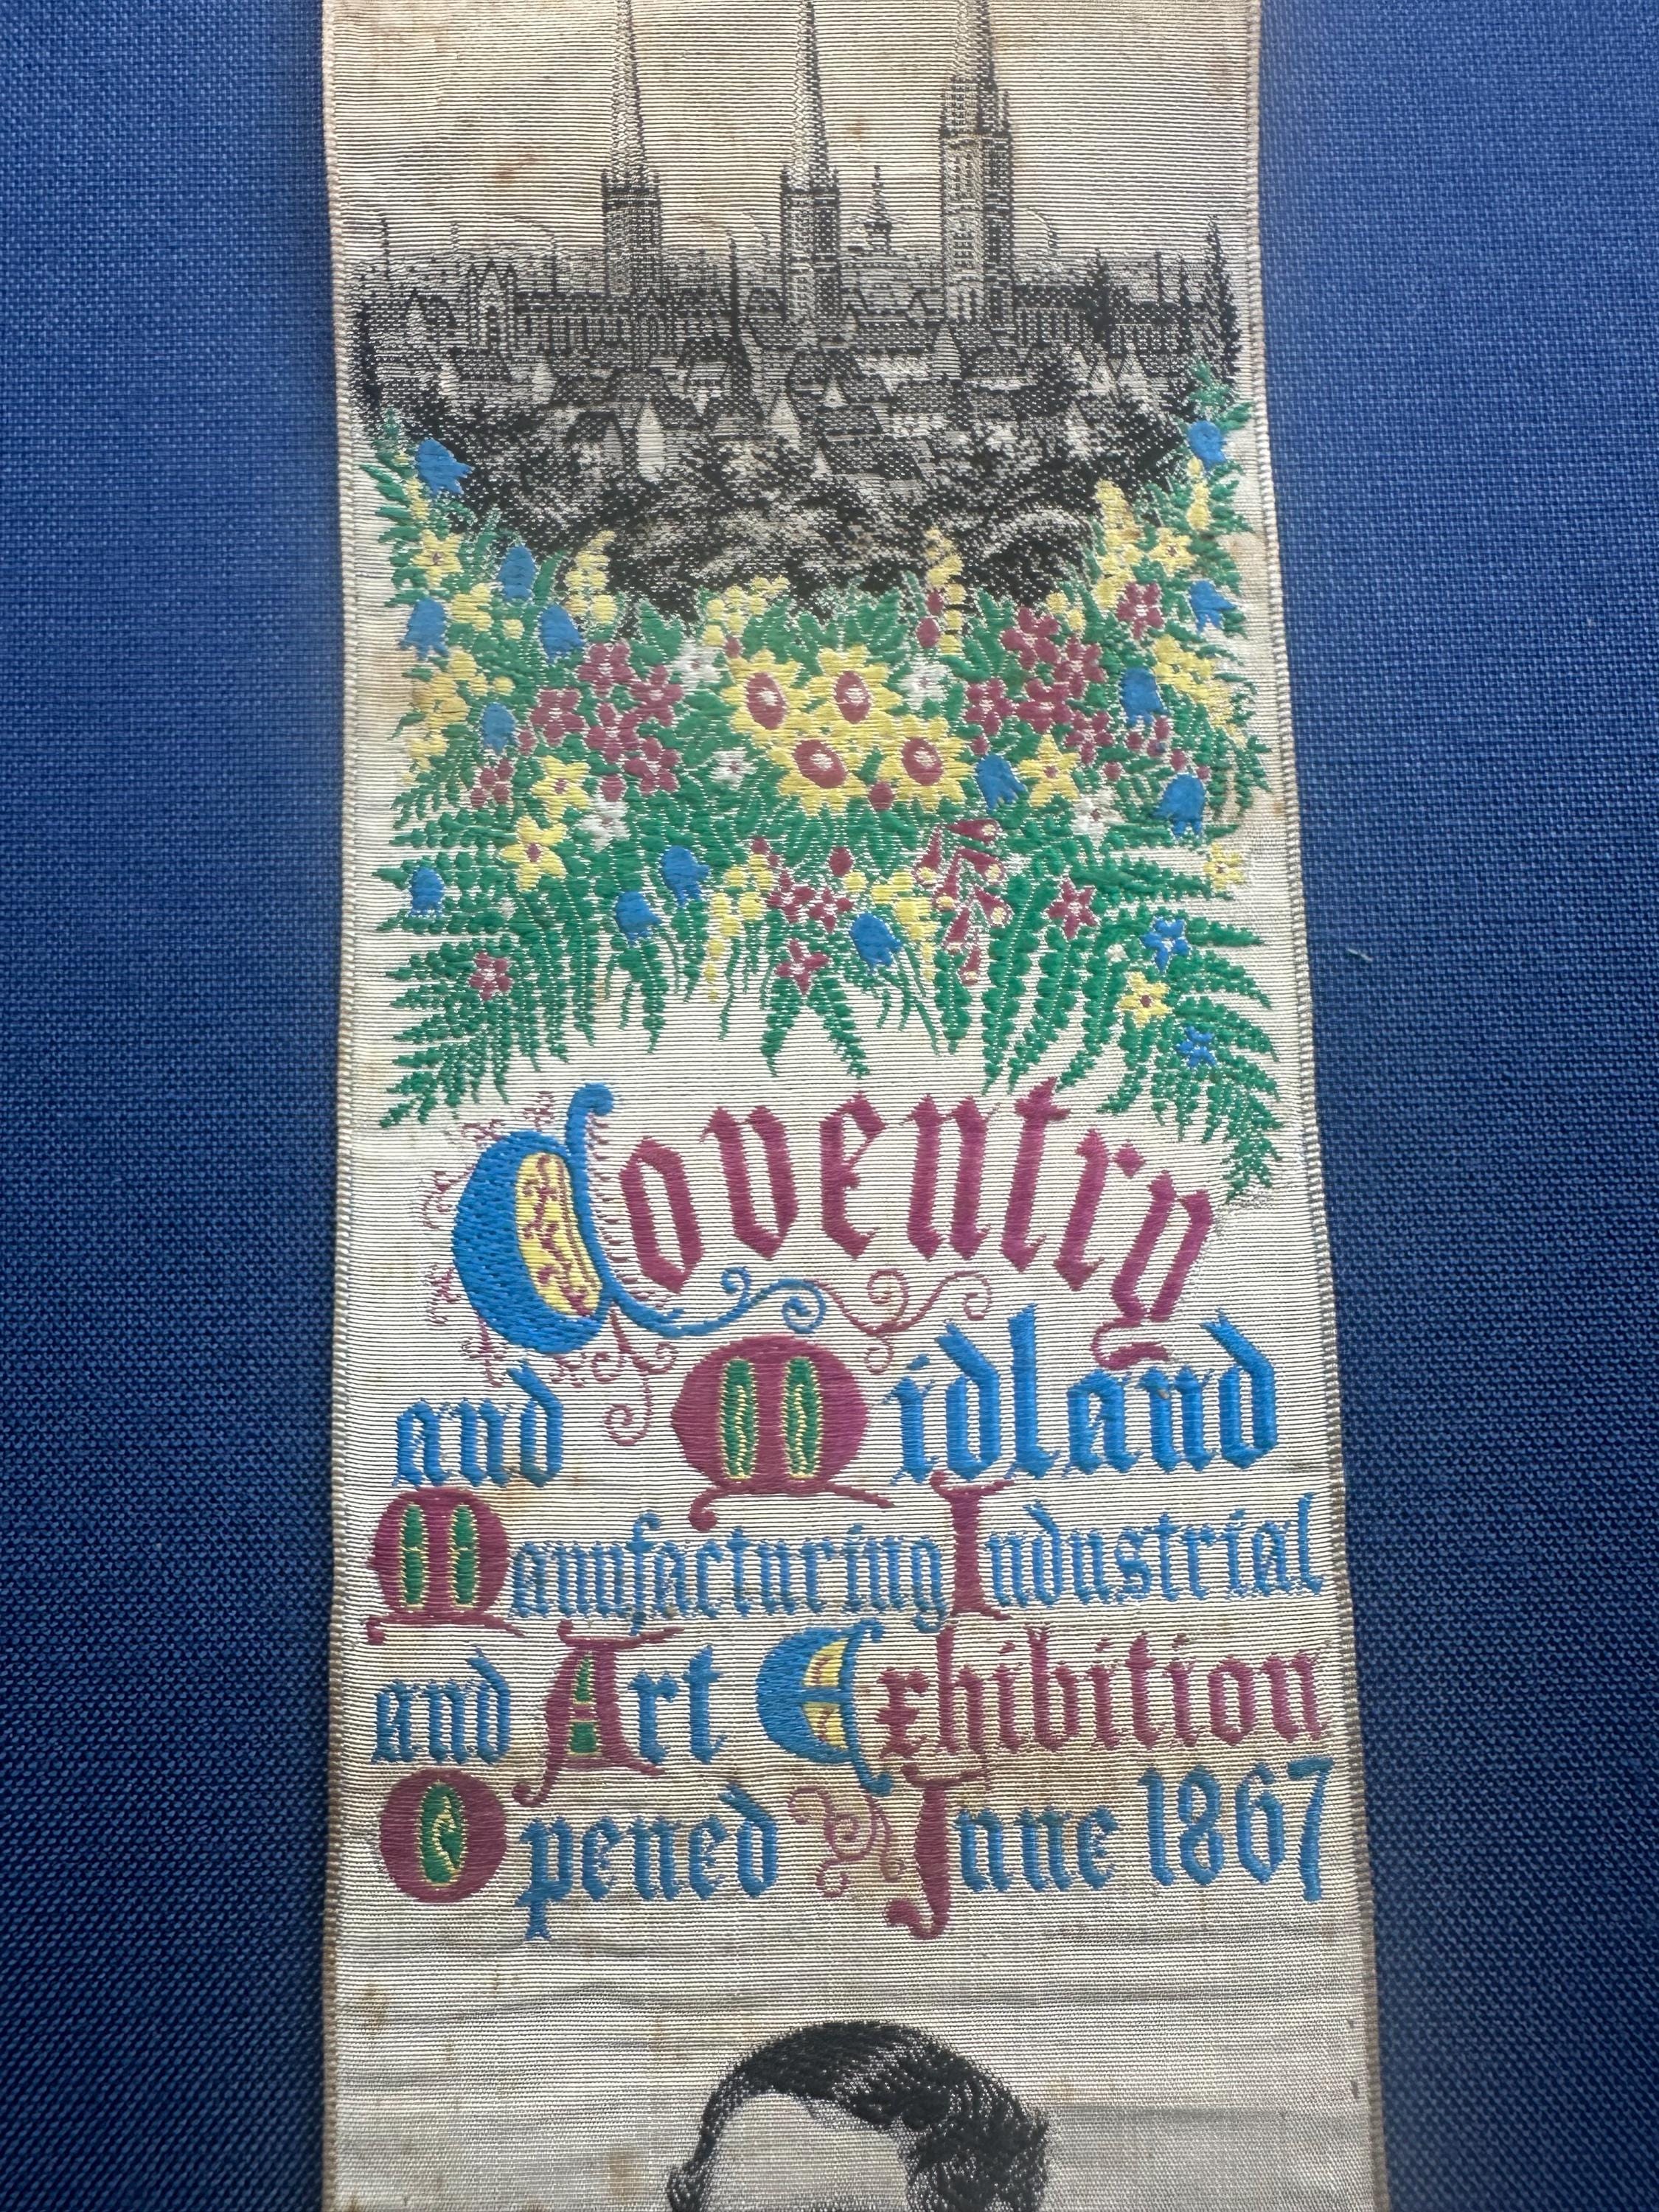 Coventry
and Midland
Manufacturing Industrial
and Art Exhibition
Opened June 1867